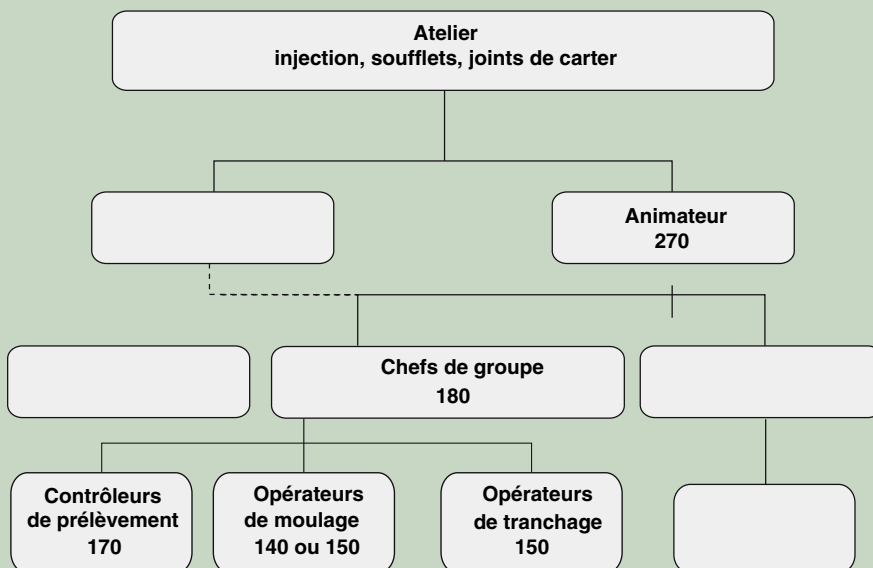 Atelier
injection, soufflets, joints de carter
Animateur
270
Chefs de groupe
180
Contrôleurs
de prélèvement
170
Opérateurs
de moulage
140 ou 150
Opérateurs
de tranchage
150